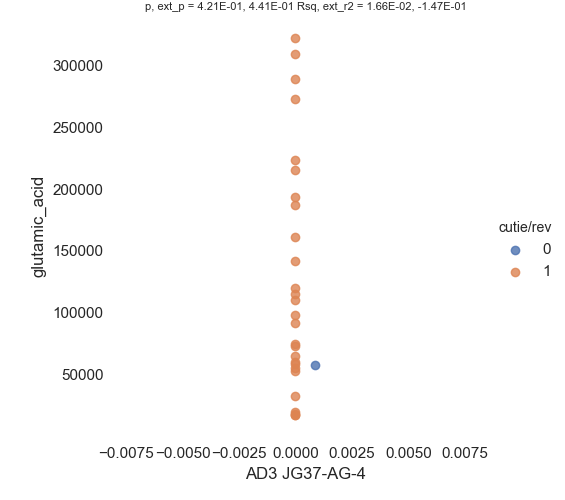 p, ext_p = 4.21E-01, 4.41E-01 Rsq, ext_r2 = 1.66E-02, -1.47E-01
300000
250000
200000
150000
100000
50000
glutamic_acid
cutie/rev
0
1
−0.0075 −0.0050 −0.0025 0.0000 0.0025 0.0050 0.0075
AD3 JG37-AG-4